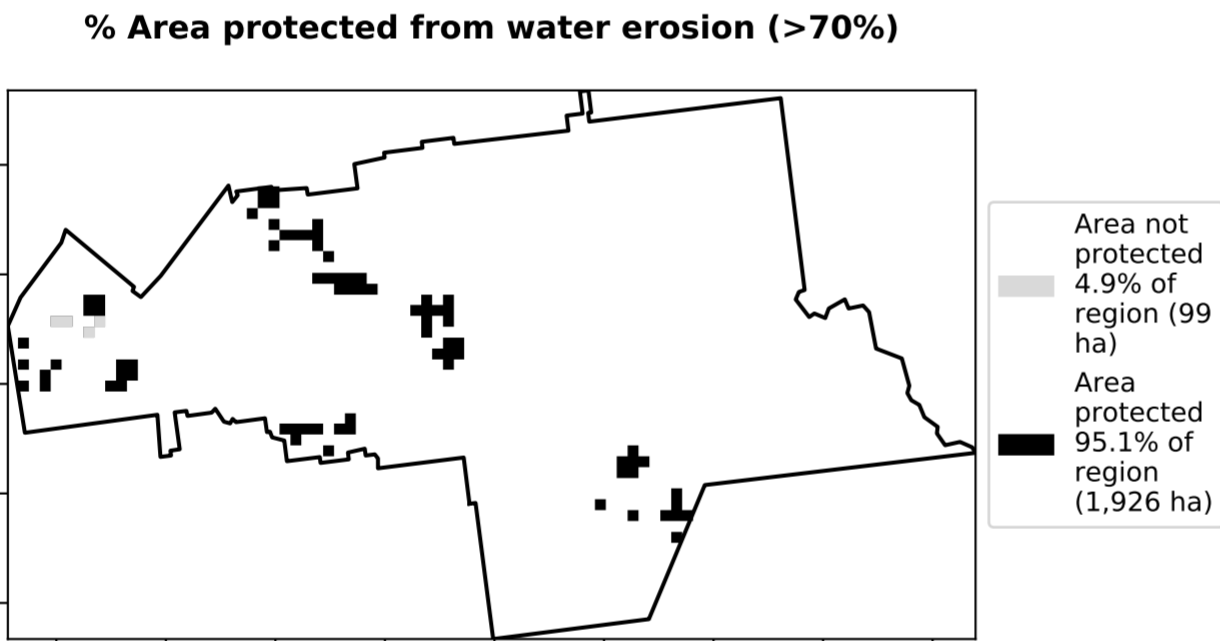 % Area protected from water erosion (>70%)
Area not
protected
4.9% of
region (99
ha)
Area
protected
95.1% of
region
(1,926 ha)